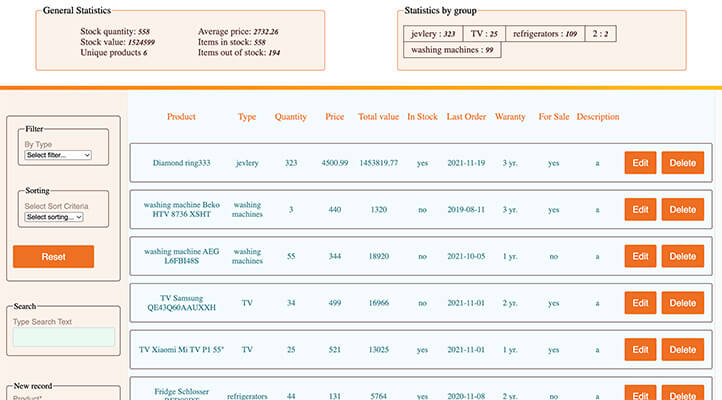 General Statistics
Stock quantity: 558
Stock value: 1524599
Unique products 6
Average price: 2732.26
Items in stock: 558
Items out of stock: 194
Statistics by group
jevlery : 323
TV : 25
refrigerators : 109
2 : 2
washing machines : 99
Filter
By Type
Select filter...
Sorting
Select Sort Criteria
Select sorting...
Reset
Search
Type Search Text
New record
Product*
Product Type Quantity Price Total value In Stock Last Order Waranty For Sale Description
Diamond ring333 jevlery 323 4500.99 1453819.77 yes 2021-11-19 3 yr. yes a Edit Delete
washing machine Beko
HTV 8736 XSHT
washing
machines
3 440 1320 no 2019-08-11 3 yr. yes a Edit Delete
washing machine AEG
L6FBI48S
washing
machines
55 344 18920 no 2021-10-05 1 yr. no a Edit Delete
TV Samsung
QE43Q60AAUXXH
TV 34 499 16966 no 2021-11-01 2 yr. yes a Edit Delete
TV Xiaomi Mi TV P1 55" TV 25 521 13025 yes 2021-11-01 1 yr. yes a Edit Delete
Fridge Schlosser
refrigerators 44 131 5764 yes 2020-11-08 2 yr. no a Edit Delete